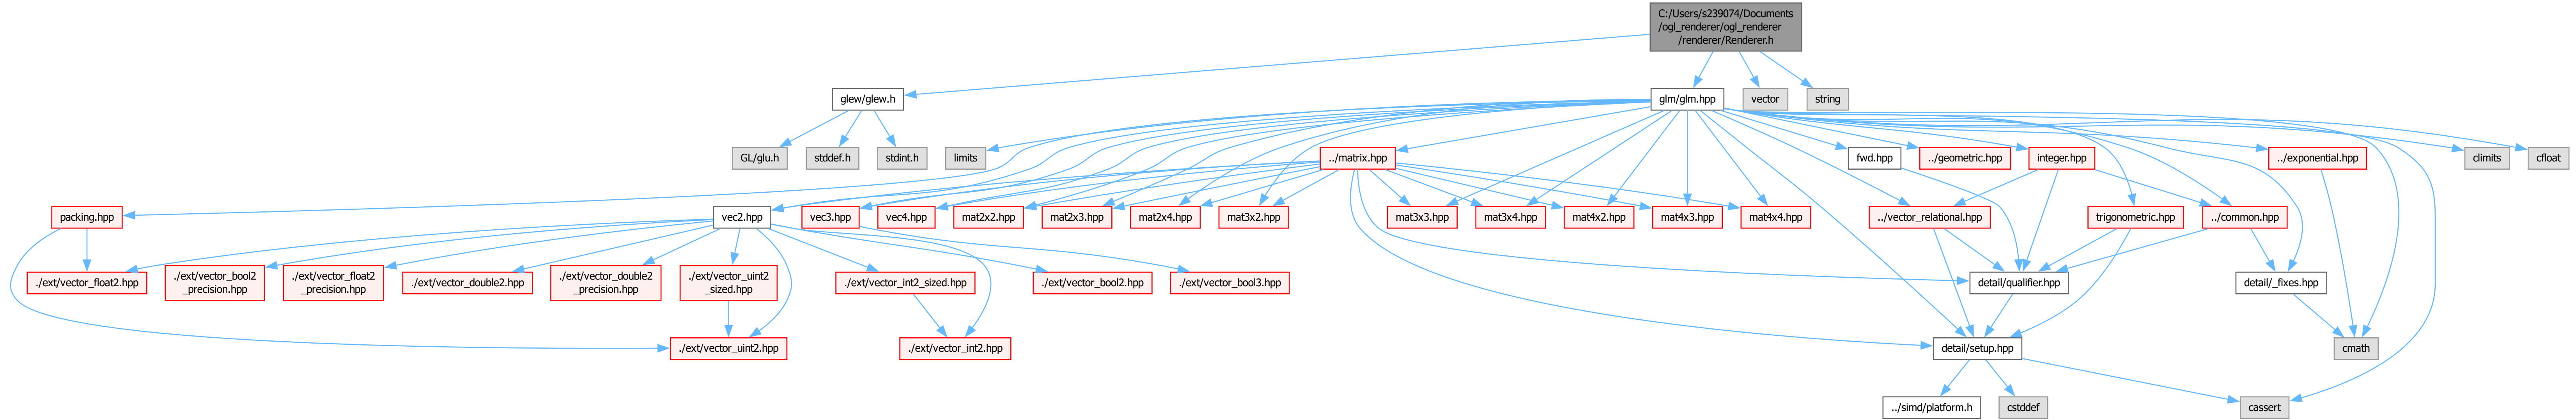 C:/Users/s239074/Documents
/ogl_renderer/ogl_renderer
/renderer/Renderer.h
glew/glew.h
glm/glm.hpp
vector
string
GL/glu.h
stddef.h
stdint.h
limits
../matrix.hpp
fwd.hpp
../geometric.hpp
integer.hpp
../exponential.hpp
climits
cfloat
packing.hpp
vec2.hpp
vec3.hpp
vec4.hpp
mat2x2.hpp
mat2x3.hpp
mat2x4.hpp
mat3x2.hpp
mat3x3.hpp
mat3x4.hpp
mat4x2.hpp
mat4x3.hpp
mat4x4.hpp
../vector_relational.hpp
trigonometric.hpp
../common.hpp
./ext/vector_float2.hpp
./ext/vector_bool2
_precision.hpp
./ext/vector_float2
_precision.hpp
./ext/vector_double2.hpp
./ext/vector_double2
_precision.hpp
./ext/vector_uint2
_sized.hpp
./ext/vector_int2_sized.hpp
./ext/vector_bool2.hpp
./ext/vector_bool3.hpp
detail/qualifier.hpp
detail/_fixes.hpp
./ext/vector_uint2.hpp
./ext/vector_int2.hpp
detail/setup.hpp
cmath
../simd/platform.h
cstddef
cassert